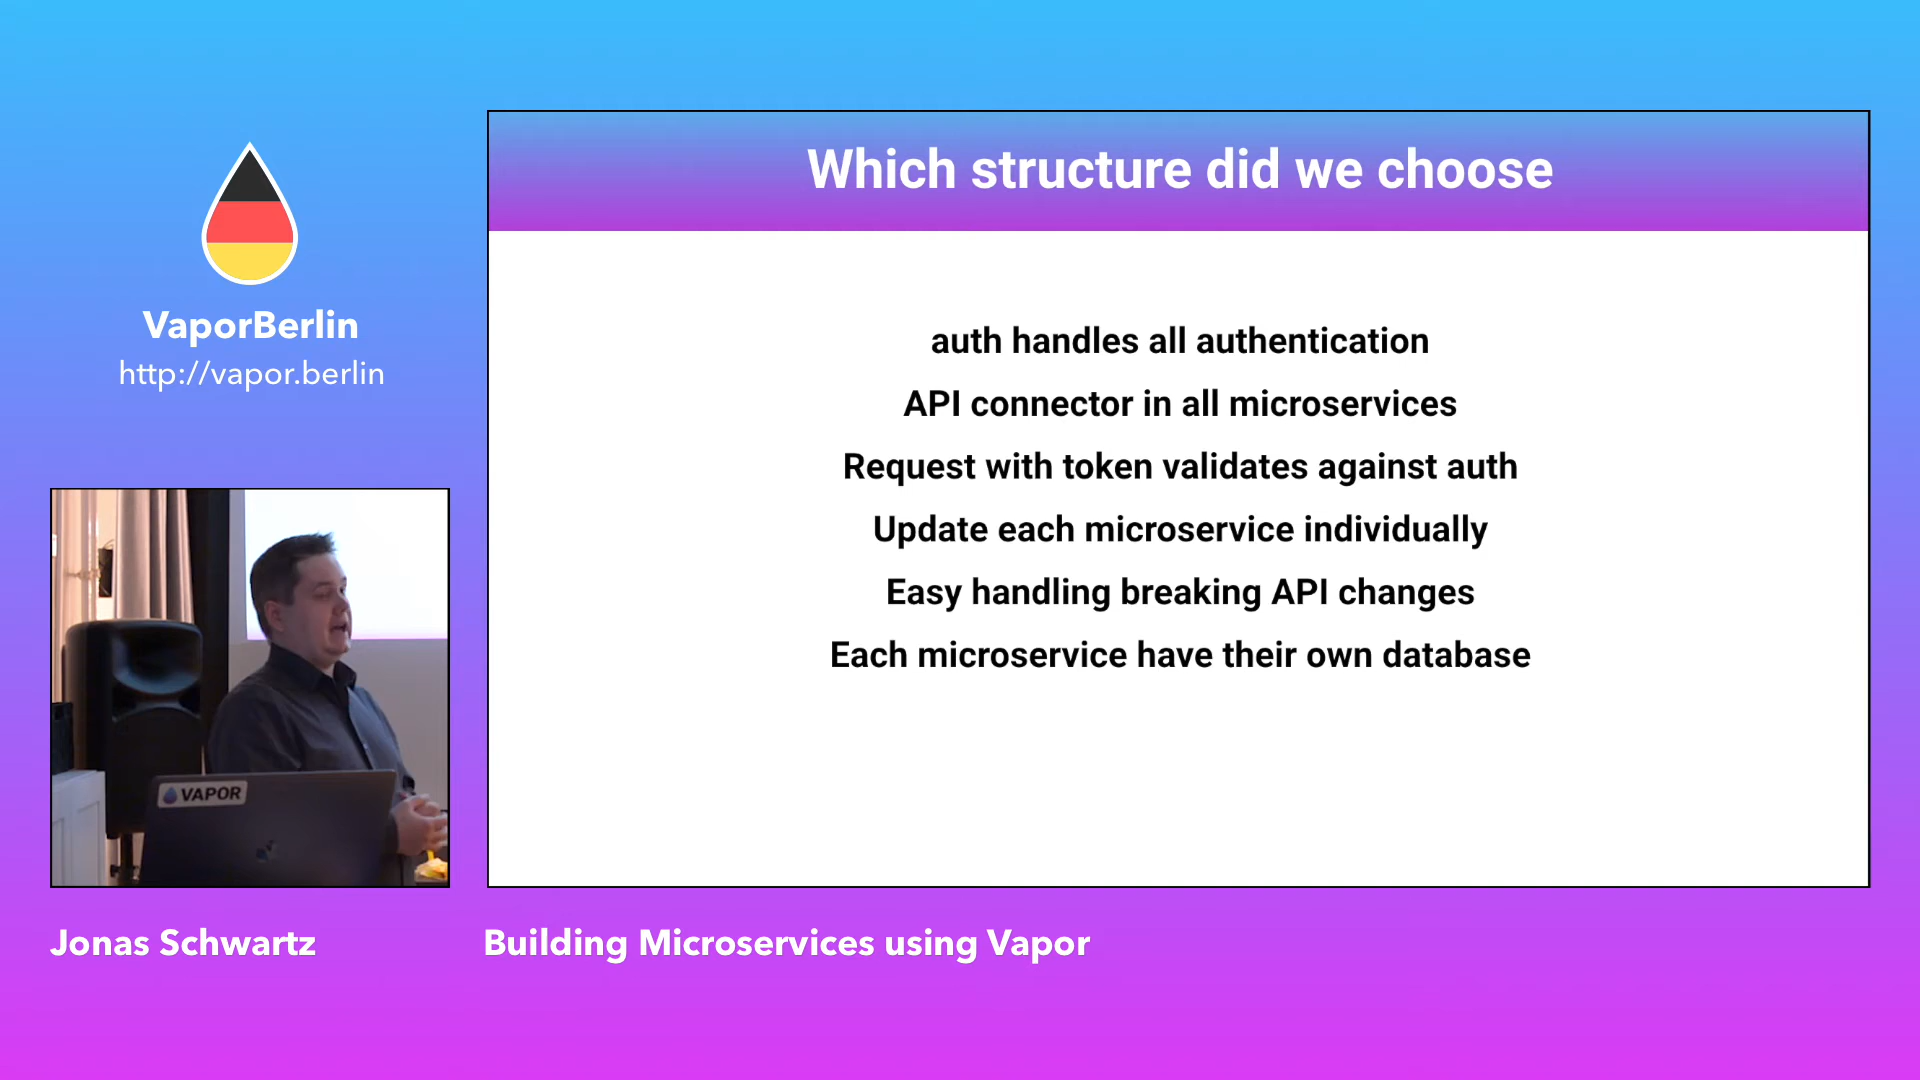 VaporBerlin
http://vapor.berlin
Which structure did we choose
auth handles all authentication
API connector in all microservices
Request with token validates against auth
Update each microservice individually
Easy handling breaking API changes
Each microservice have their own database
VAPOR
Jonas Schwartz
Building Microservices using Vapor